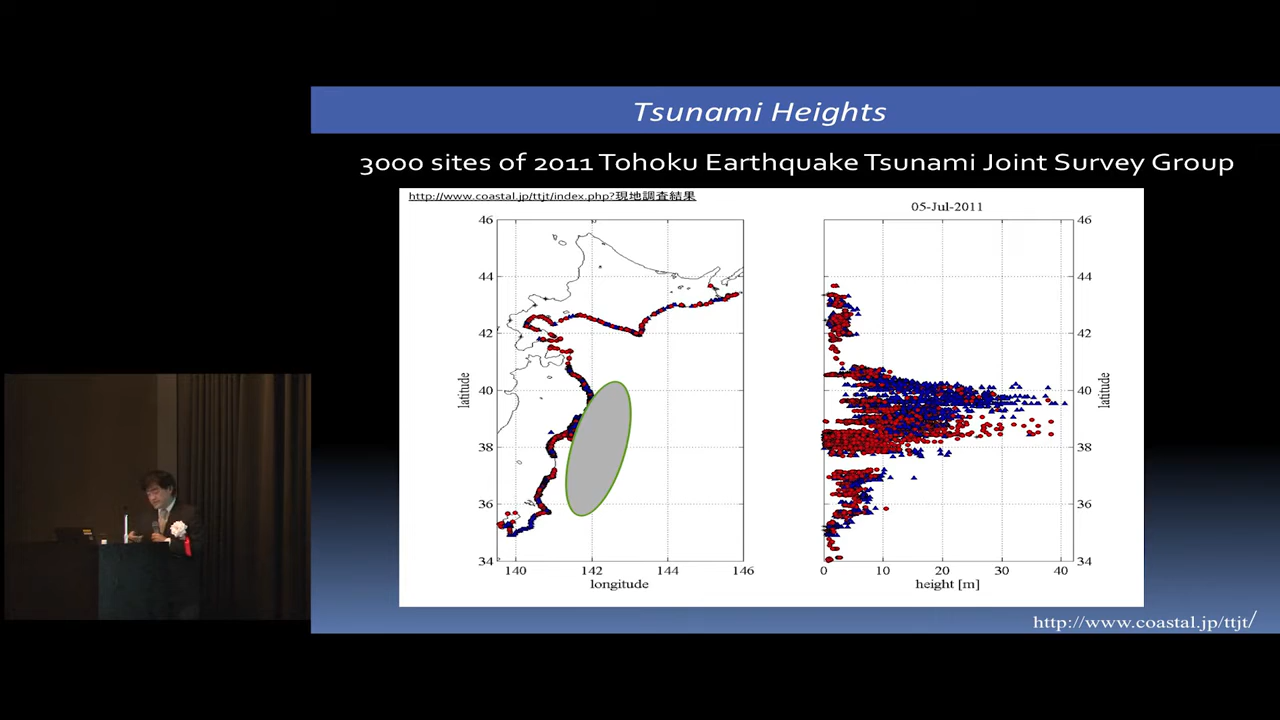 Tsunami Heights
3000 sites of 2011 Tohoku Earthquake Tsunami Joint Survey Group
http://www.coastal.jp/ttjt/index.php?現地調査結果
05-Jul-2011
46
44
42
40
38
36
34
latitude
140
142
144
146
longitude
46
44
42
40
38
36
34
latitude
0
10
20
30
40
height [m]
http://www.coastal.jp/ttjt/